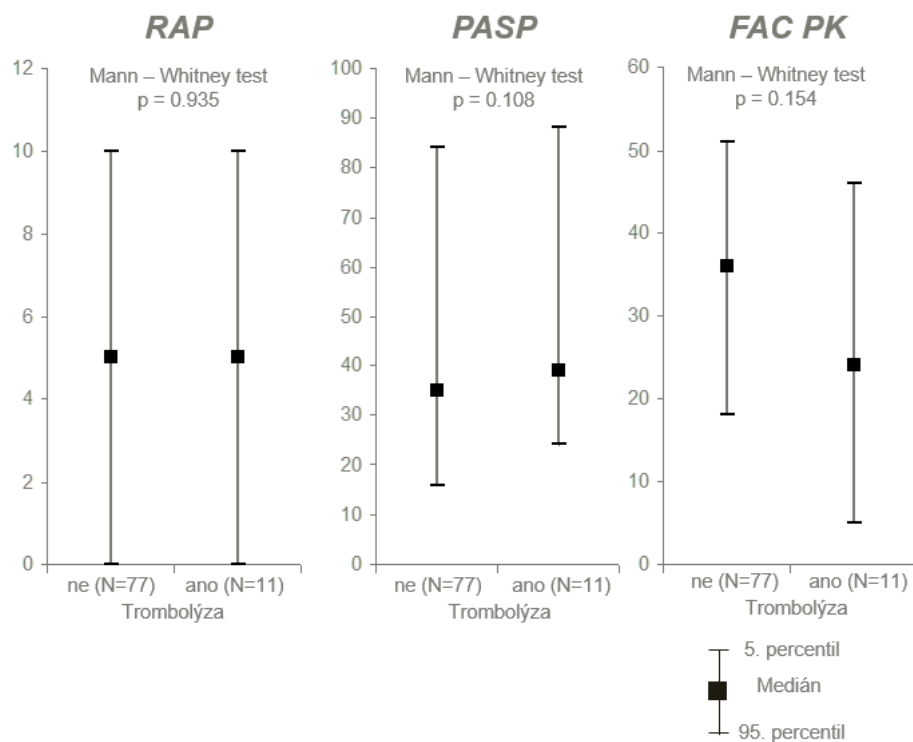 RAP
Mann – Whitney test
p = 0.935
12
10
8
6
4
2
0
ne (N=77) ano (N=11)
Trombolýza
PASP
Mann – Whitney test
p = 0.108
100
90
80
70
60
50
40
30
20
10
0
ne (N=77) ano (N=11)
Trombolýza
FAC PK
Mann – Whitney test
p = 0.154
60
50
40
30
20
10
0
ne (N=77) ano (N=11)
Trombolýza
5. percentil
Medián
95. percentil